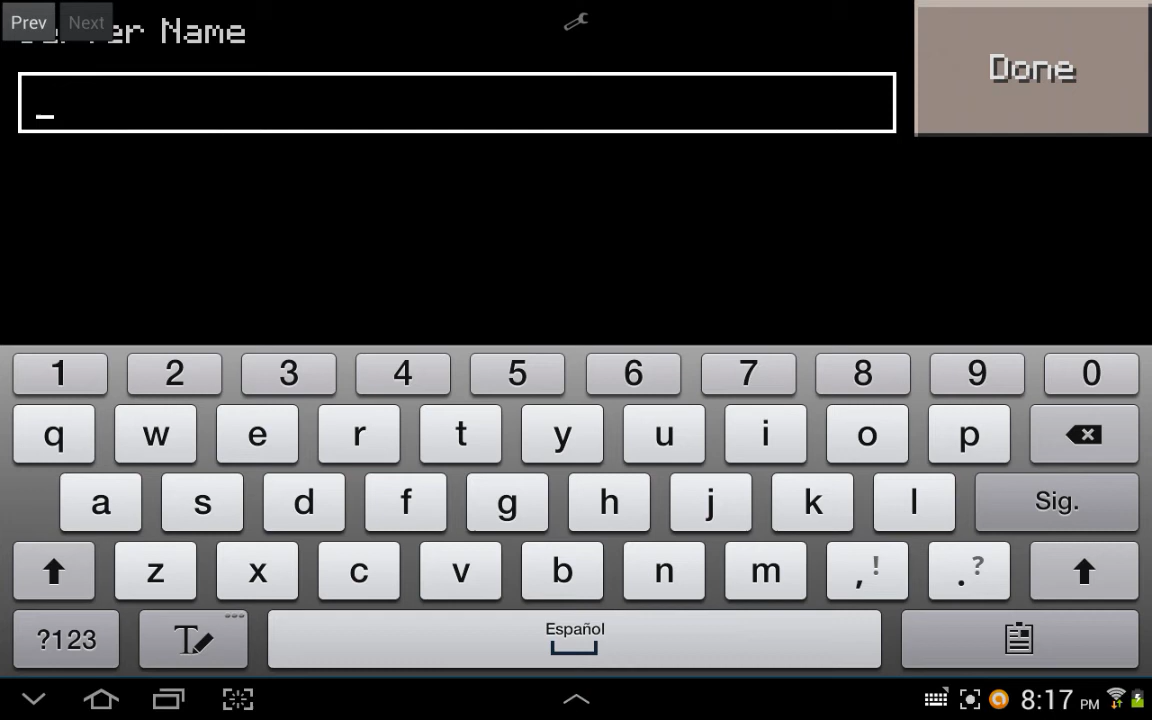 Prev Next
Server Name
_
Done
1 2 3 4 5 6 7 8 9 0
q w e r t y u i o p
a s d f g h j k l Sig.
z x c v b n m , ! . ?
?123 Español
8:17 PM